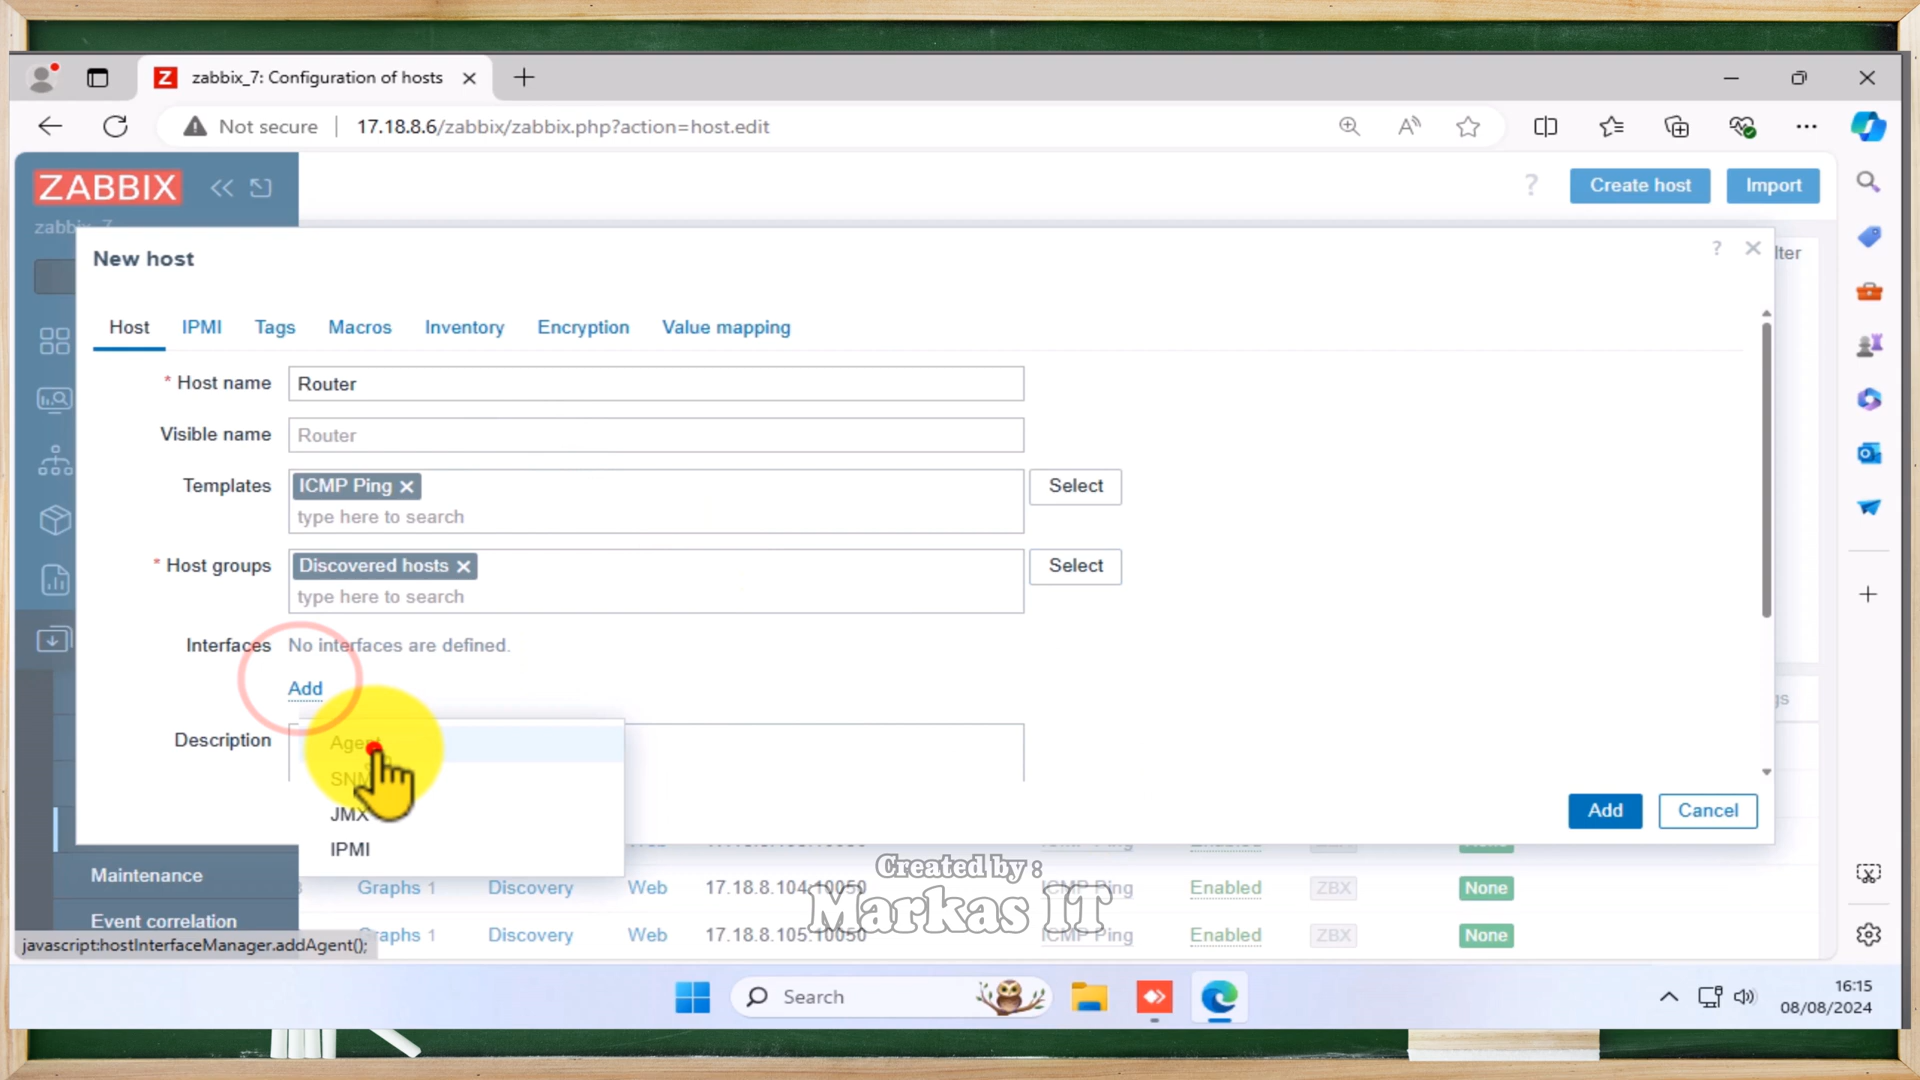 zabbix_7: Configuration of hosts
Not secure
17.18.8.6/zabbix/zabbix.php?action=host.edit
ZABBIX
?
Create host
Import
New host
?
Host
IPMI
Tags
Macros
Inventory
Encryption
Value mapping
* Host name
Router
Visible name
Router
Templates
ICMP Ping
type here to search
Select
* Host groups
Discovered hosts
type here to search
Select
Interfaces
No interfaces are defined.
Add
Description
Agent
JMX
IPMI
Add
Cancel
Maintenance
Event correlation
Graphs 1
Discovery
Web
17.18.8.104:10050
ICMP Ping
Enabled
ZBX
None
Graphs 1
Discovery
Web
17.18.8.105:10050
ICMP Ping
Enabled
ZBX
None
javascript:hostInterfaceManager.addAgent();
Created by :
Markas IT
Search
16:15
08/08/2024